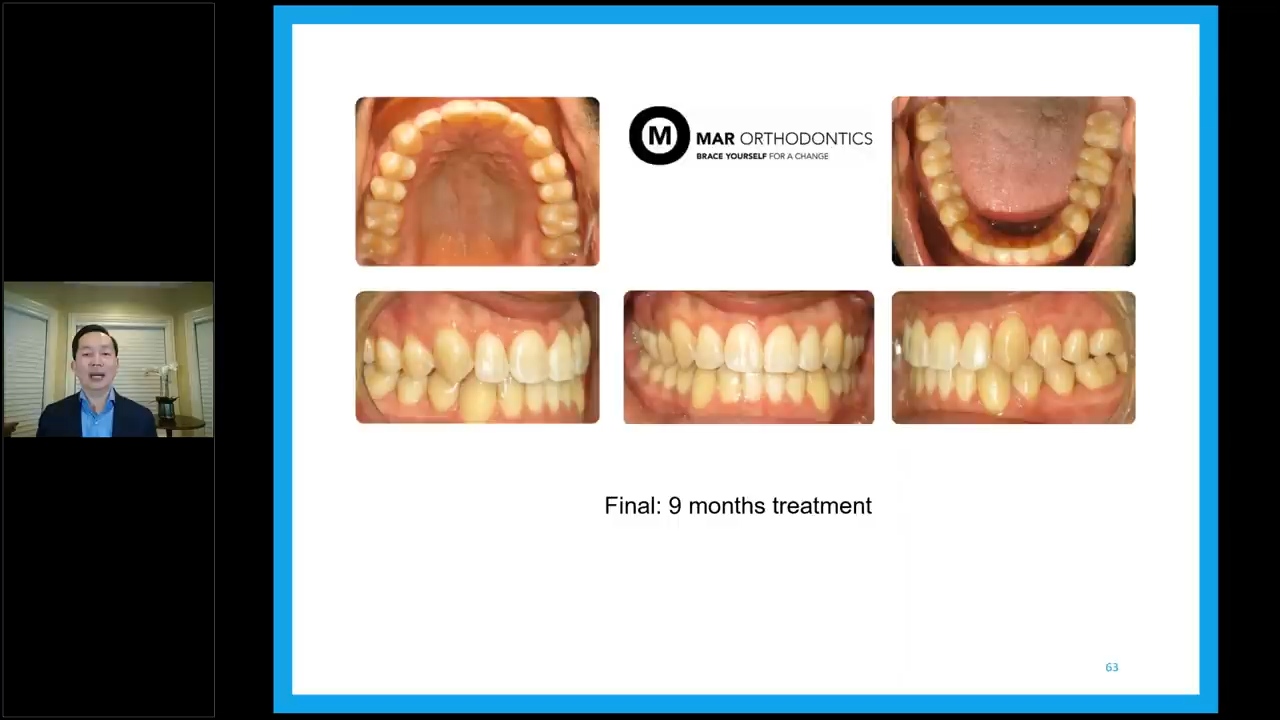 M
MAR ORTHODONTICS
BRACE YOURSELF FOR A CHANGE
Final: 9 months treatment
63